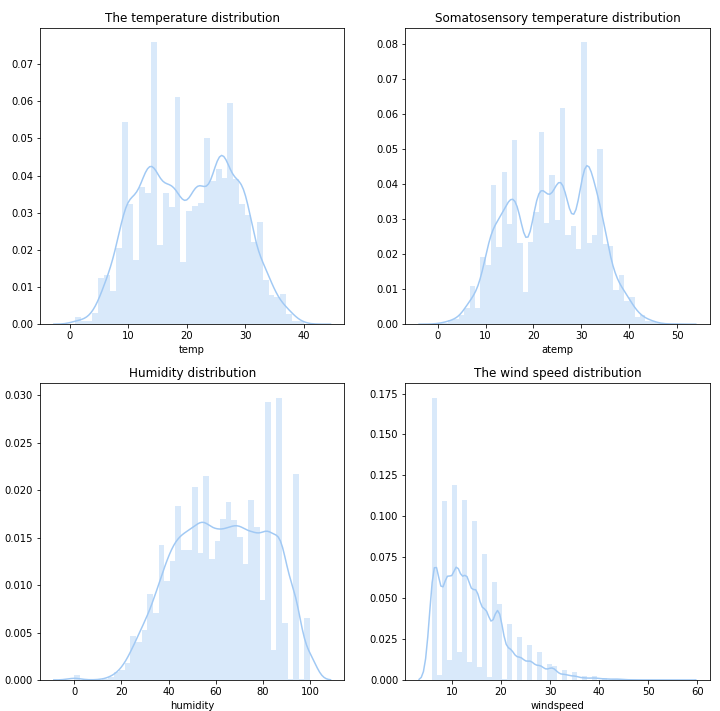 The temperature distribution
0.07
0.06
0.05
0.04
0.03
0.02
0.01
0.00
0 10 20 30 40
temp
Somatosensory temperature distribution
0.08
0.07
0.06
0.05
0.04
0.03
0.02
0.01
0.00
0 10 20 30 40 50
atemp
Humidity distribution
0.030
0.025
0.020
0.015
0.010
0.005
0.000
0 20 40 60 80 100
humidity
The wind speed distribution
0.175
0.150
0.125
0.100
0.075
0.050
0.025
0.000
10 20 30 40 50 60
windspeed